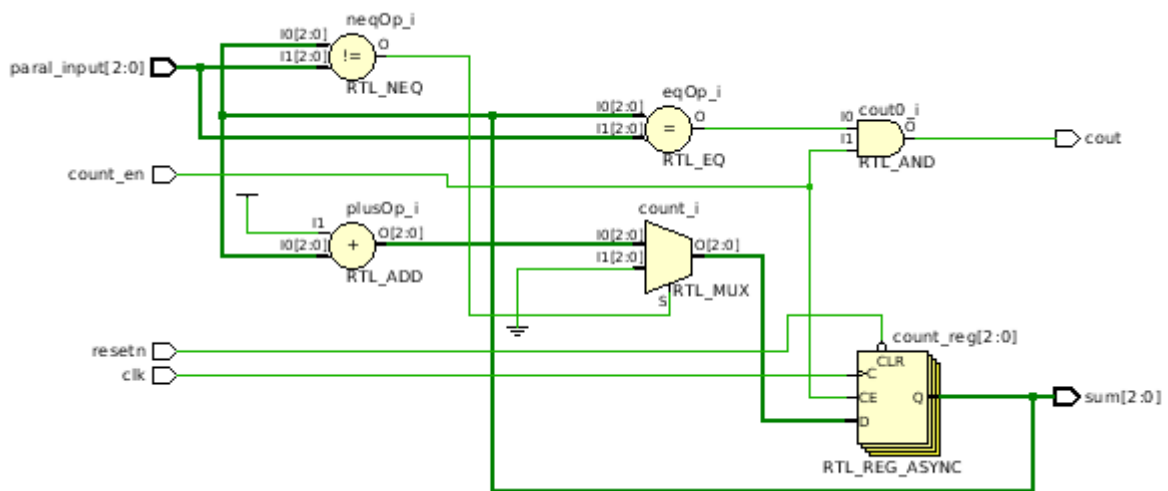 neqOp_i
I0[2:0]
I1[2:0]
!=
O
RTL_NEQ
paral_input[2:0]
eqOp_i
I0[2:0]
I1[2:0]
=
O
RTL_EQ
cout0_i
I0
I1
O
RTL_AND
cout
count_en
plusOp_i
I1
I0[2:0]
+
O[2:0]
RTL_ADD
count_i
I0[2:0]
I1[2:0]
O[2:0]
S
RTL_MUX
resetn
clk
count_reg[2:0]
CLR
C
CE
D
Q
RTL_REG_ASYNC
sum[2:0]